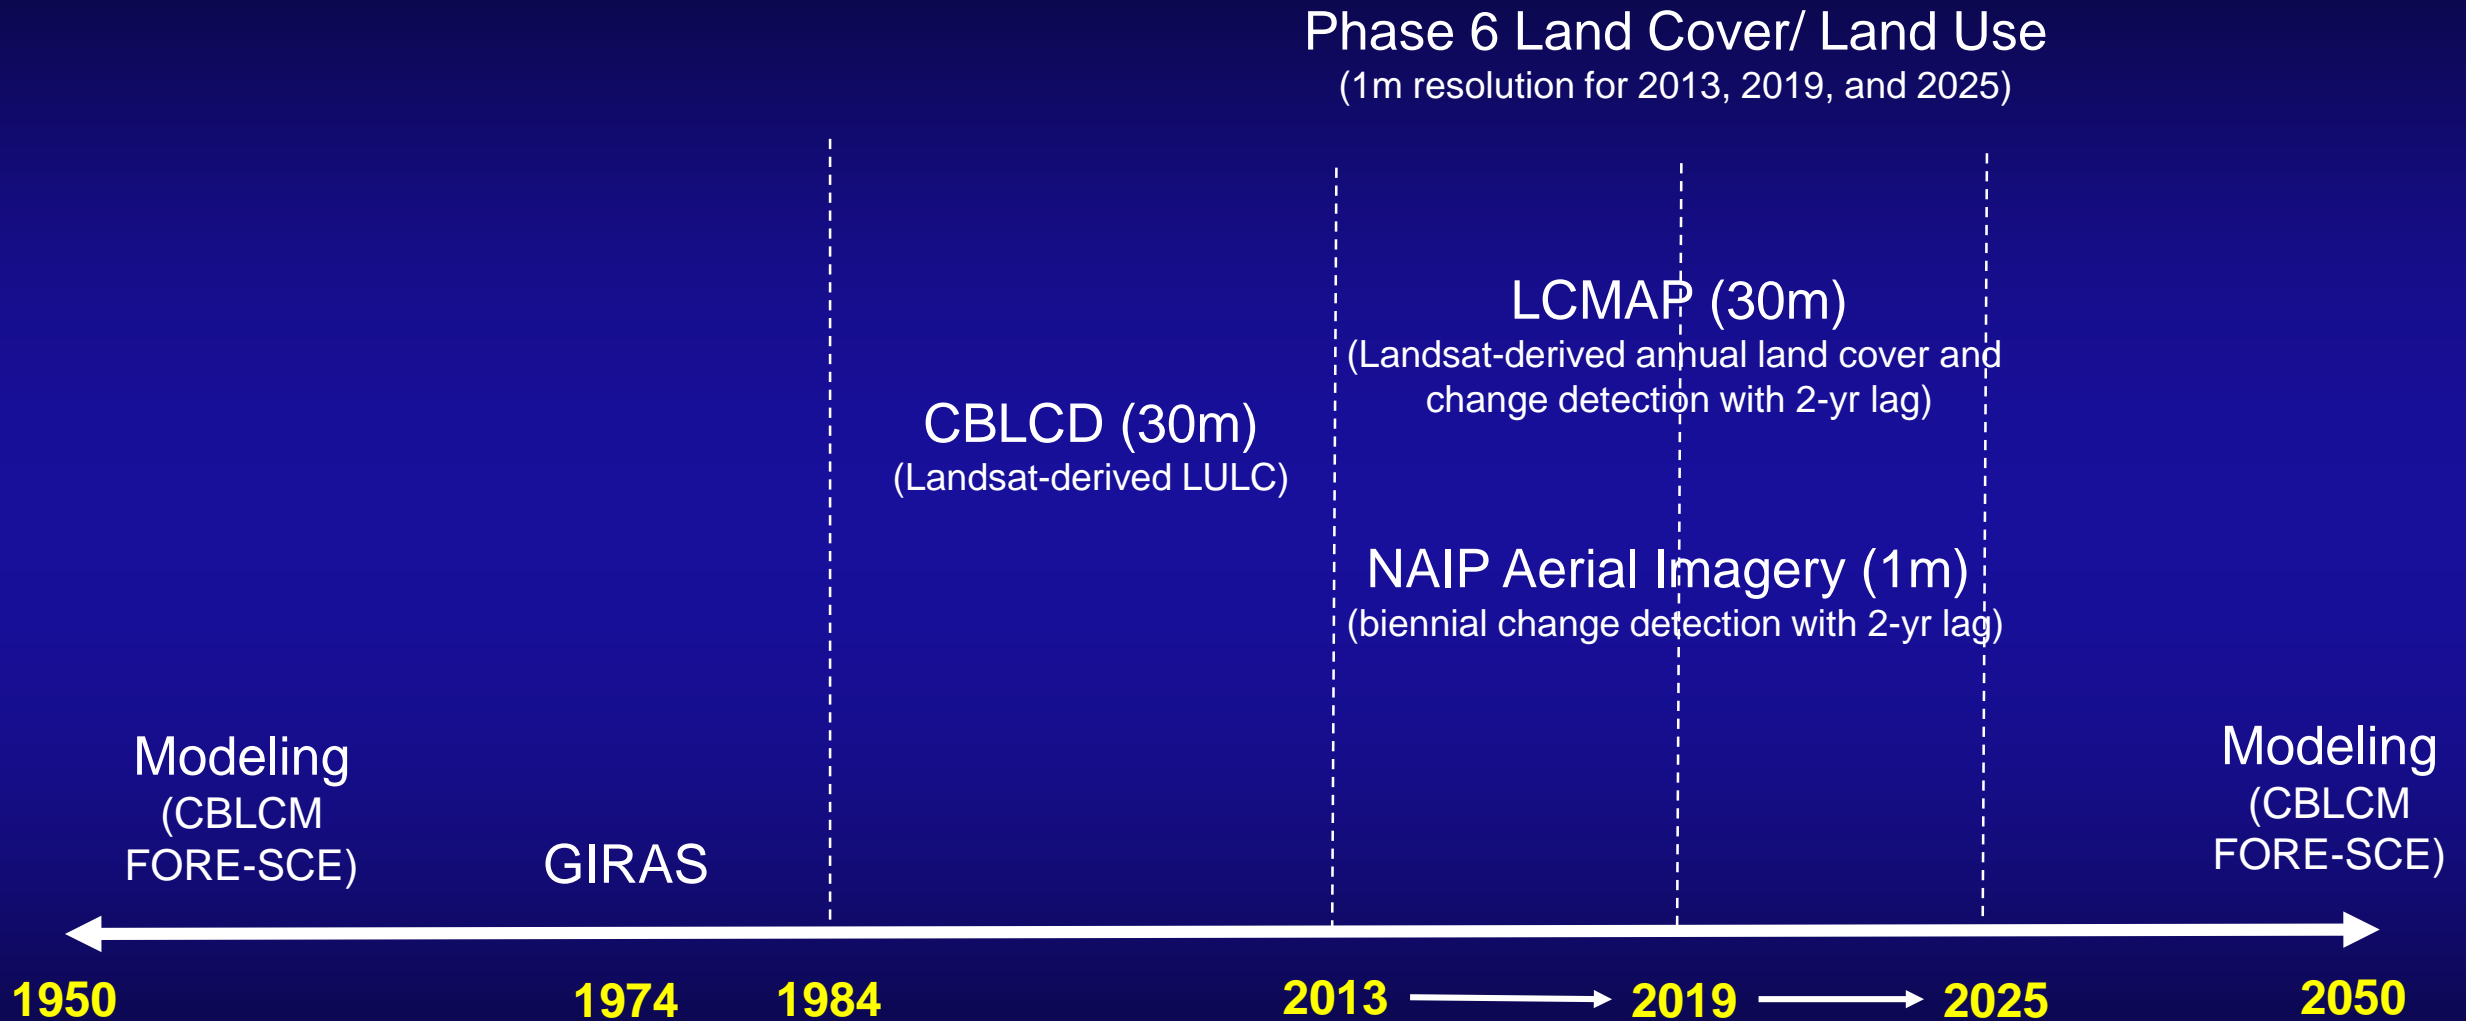 Phase 6 Land Cover/ Land Use
(1m resolution for 2013, 2019, and 2025)
LCMAP (30m)
(Landsat-derived annual land cover and
change detection with 2-yr lag)
CBLCD (30m)
(Landsat-derived LULC)
NAIP Aerial Imagery (1m)
(biennial change detection with 2-yr lag)
Modeling
(CBLCM
FORE-SCE)
GIRAS
Modeling
(CBLCM
FORE-SCE)
1950 1974 1984 2013 2019 2025 2050